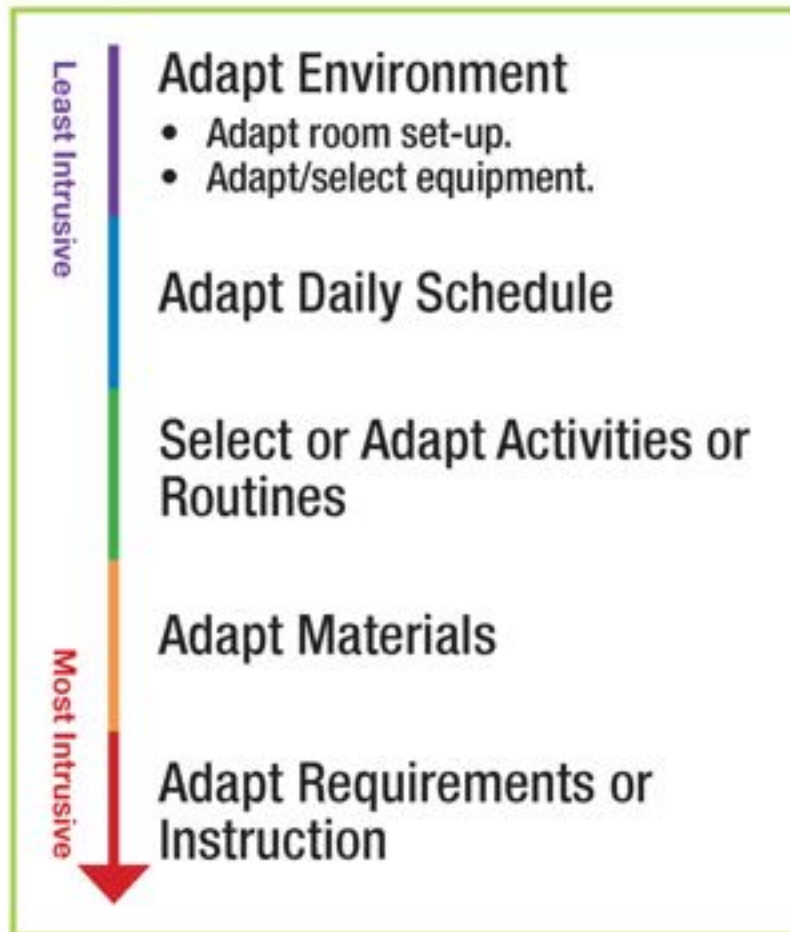 Least Intrusive
Adapt Environment
• Adapt room set-up.
• Adapt/select equipment.
Adapt Daily Schedule
Select or Adapt Activities or
Routines
Adapt Materials
Most Intrusive
Adapt Requirements or
Instruction